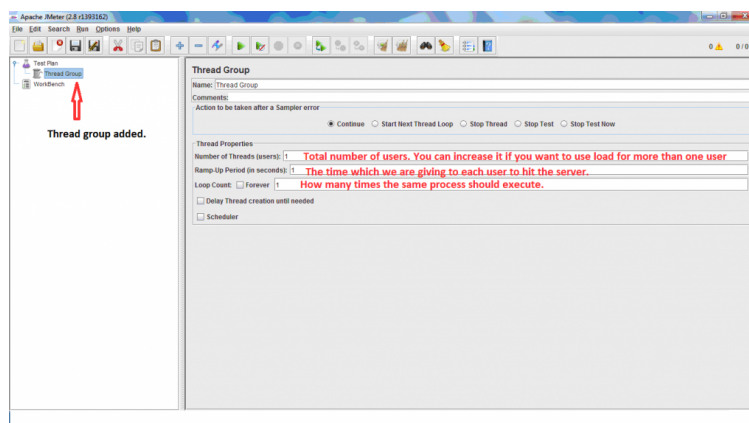 Apache JMeter (2.8 r1393162)
File Edit Search Run Options Help
0 0/0
Test Plan
Thread Group
WorkBench
Thread group added.
Thread Group
Name: Thread Group
Comments:
Action to be taken after a Sampler error
Continue Start Next Thread Loop Stop Thread Stop Test Stop Test Now
Thread Properties
Number of Threads (users): 1 Total number of users. You can increase it if you want to use load for more than one user
Ramp-Up Period (in seconds): 1 The time which we are giving to each user to hit the server.
Loop Count: Forever 1 How many times the same process should execute.
Delay Thread creation until needed
Scheduler